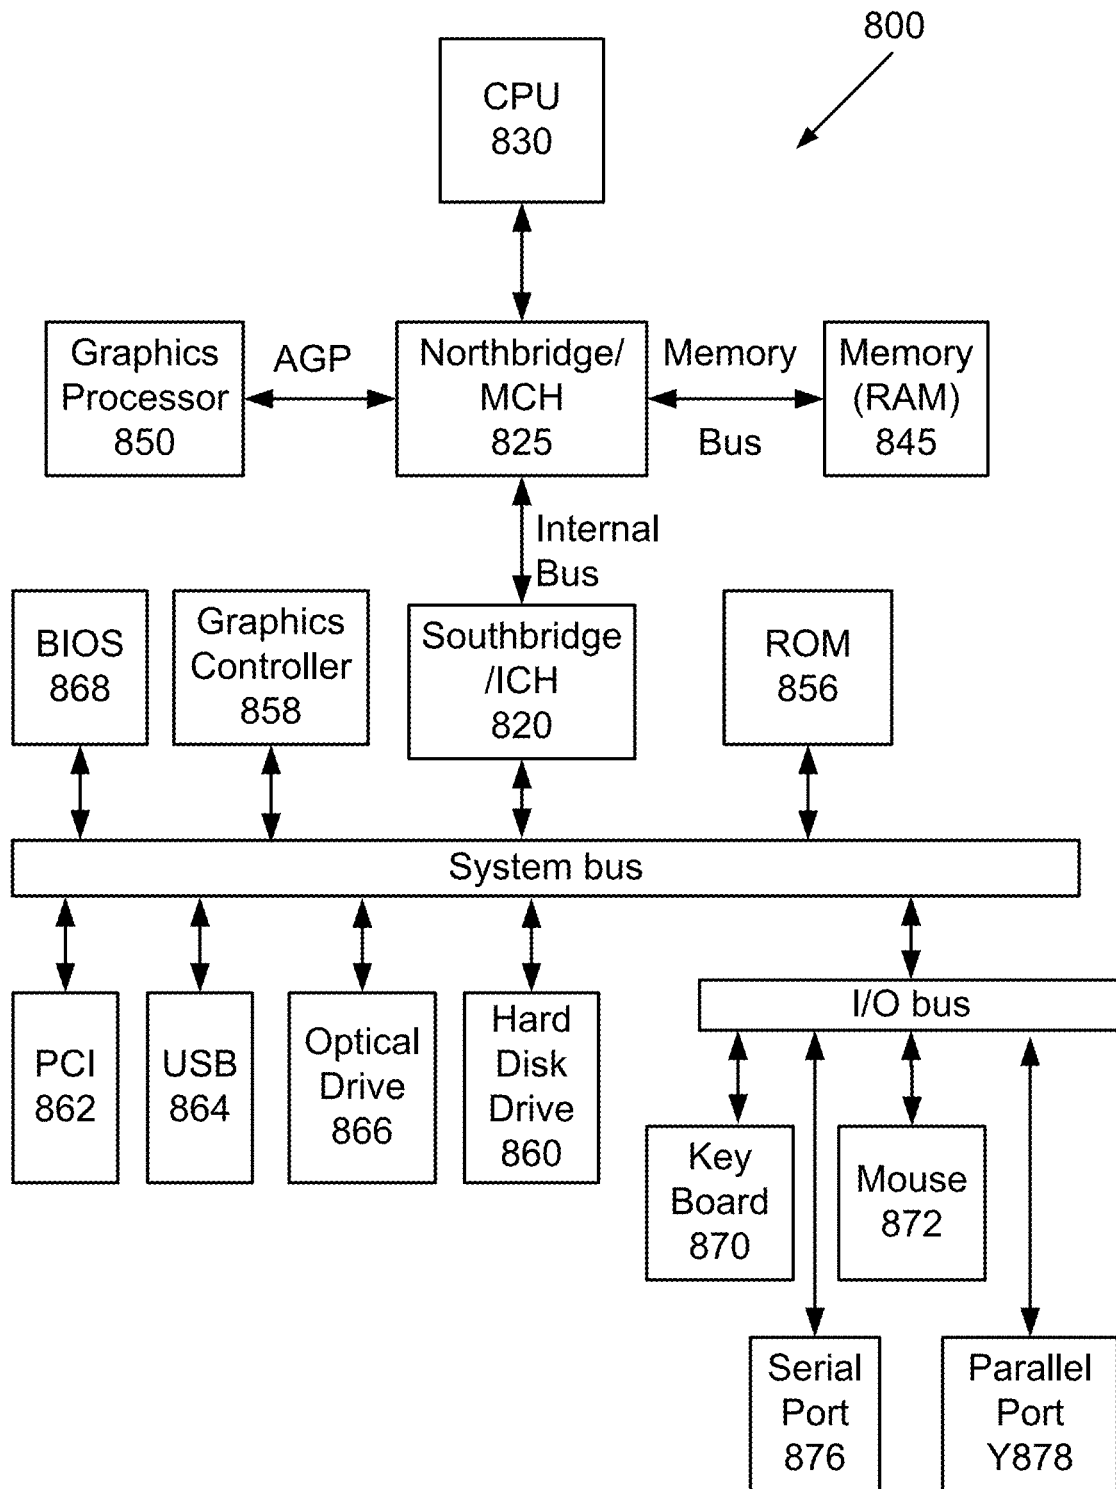 800
CPU
830
Graphics
Processor
850
AGP
Northbridge/
MCH
825
Memory
Bus
Memory
(RAM)
845
Internal
Bus
BIOS
868
Graphics
Controller
858
Southbridge
/ICH
820
ROM
856
System bus
PCI
862
USB
864
Optical
Drive
866
Hard
Disk
Drive
860
I/O bus
Key
Board
870
Mouse
872
Serial
Port
876
Parallel
Port
Y878